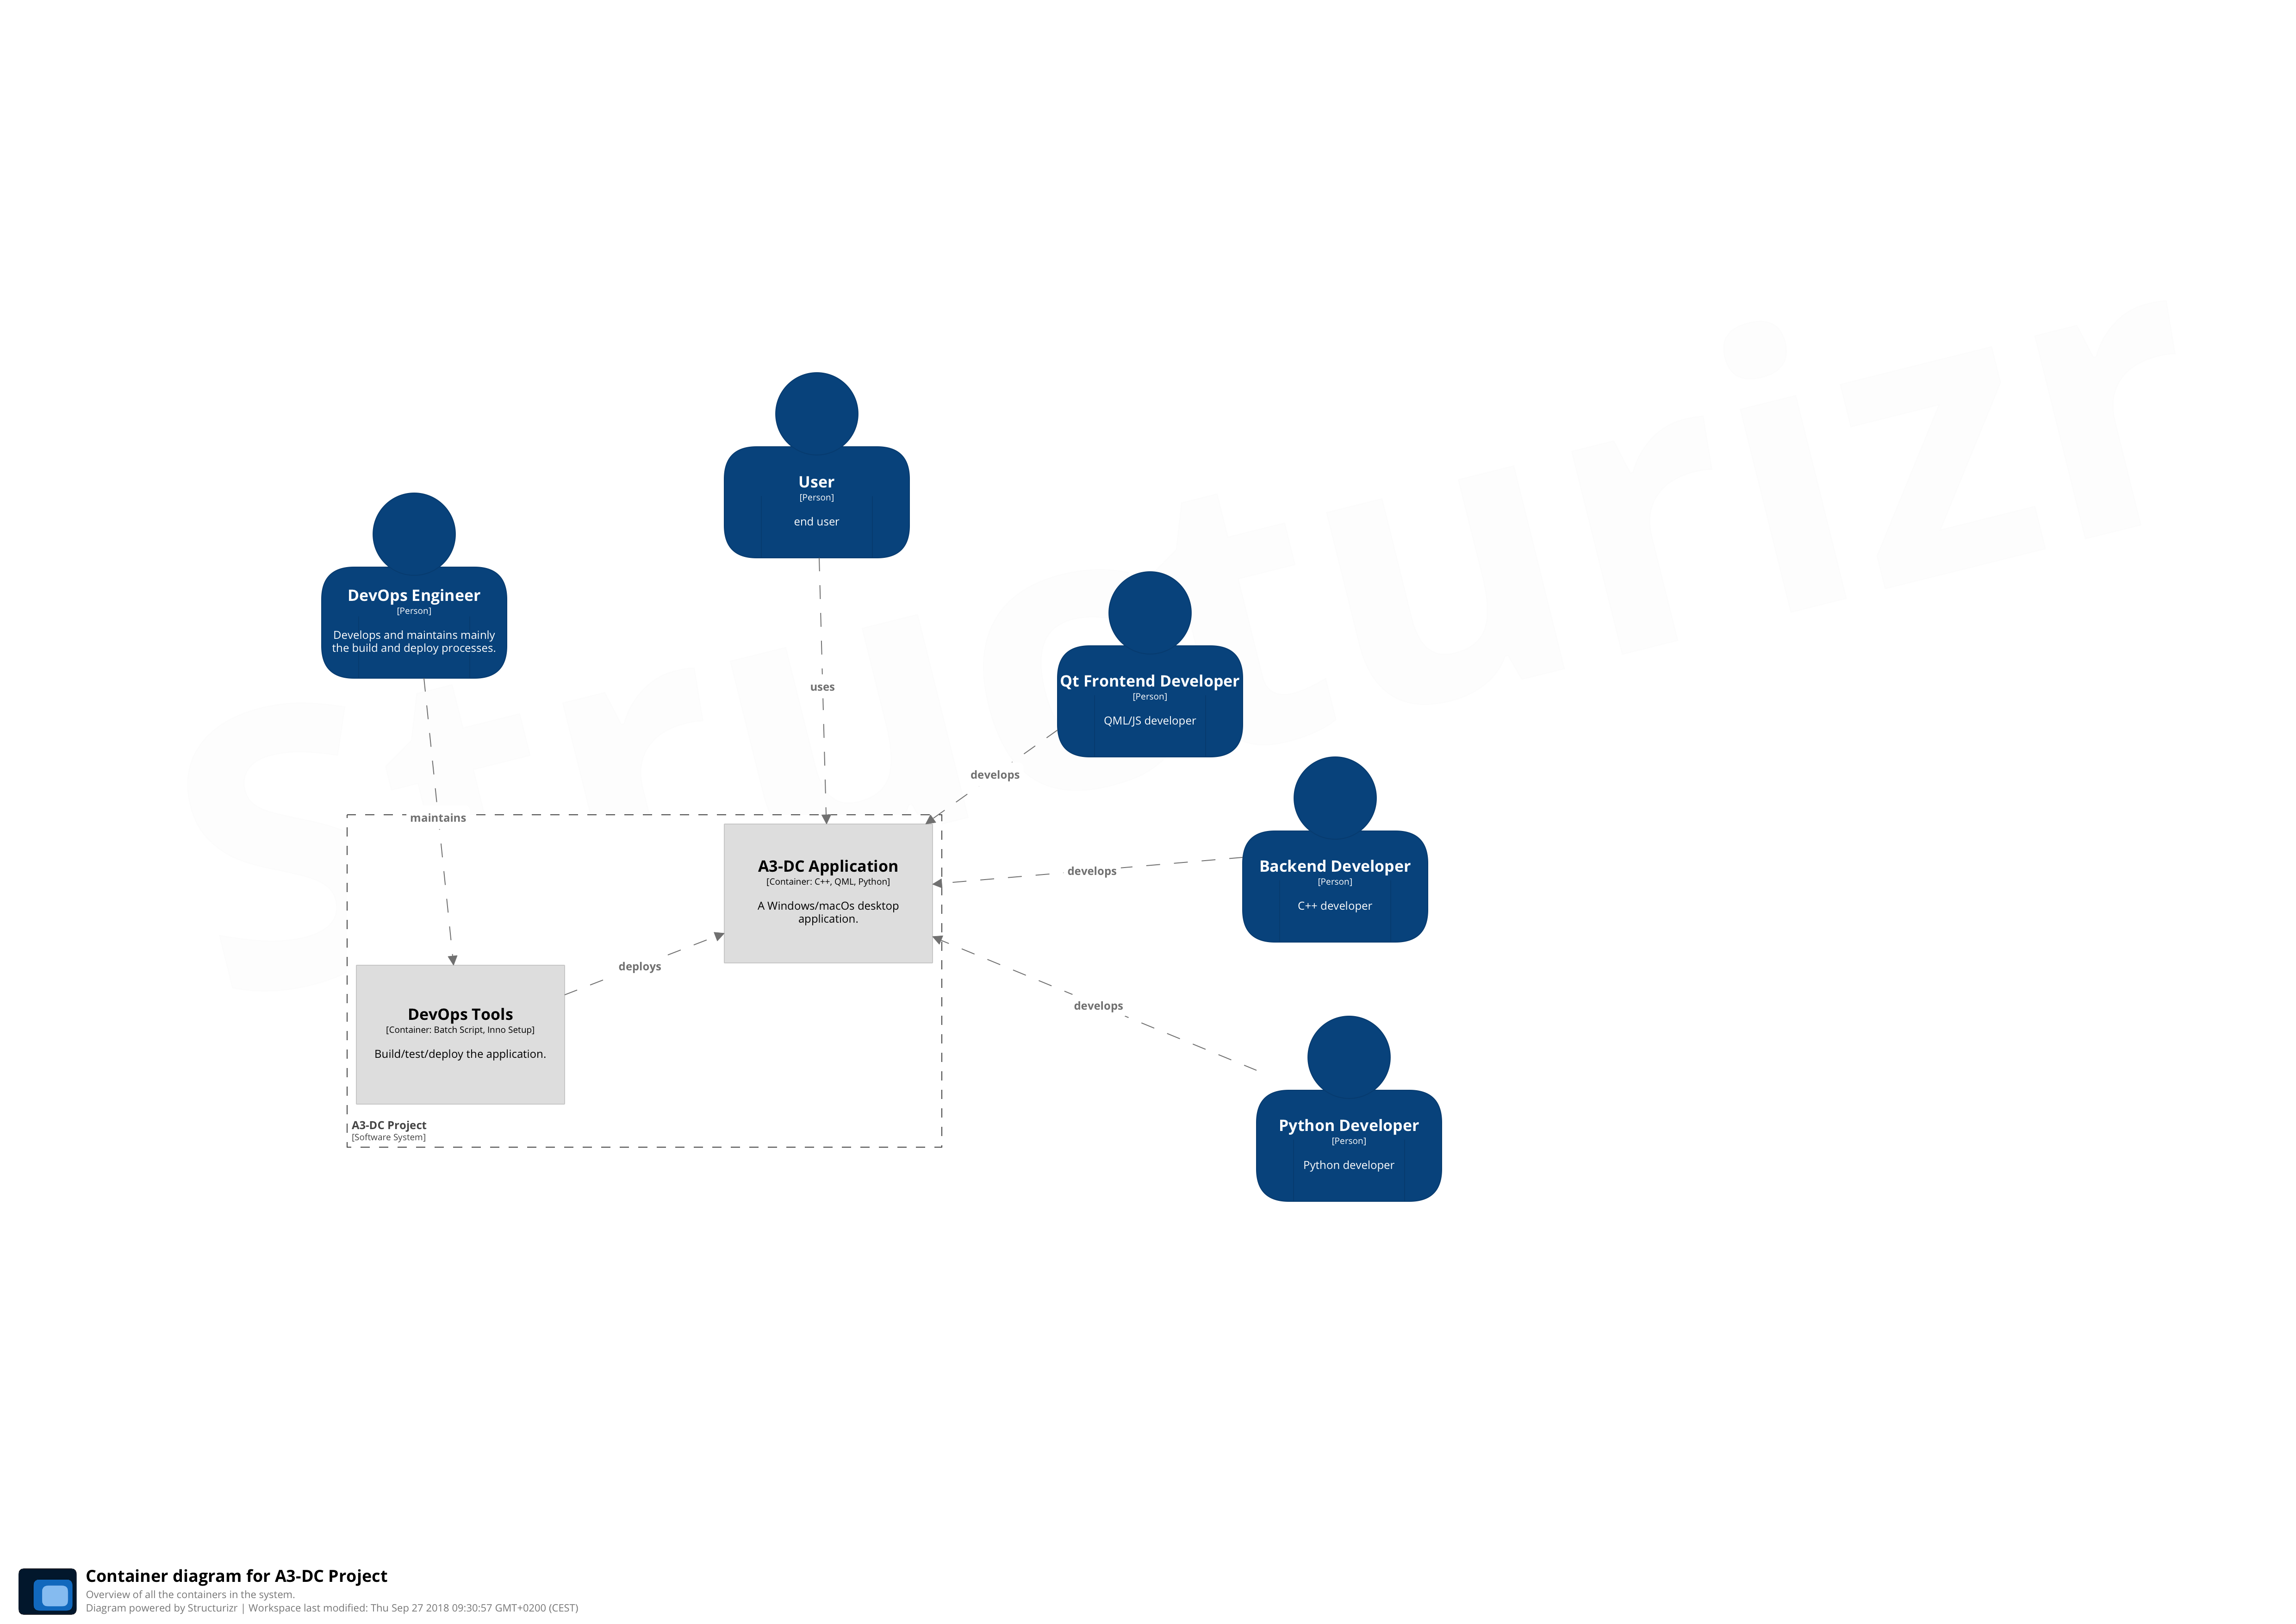 Structurizr
User
[Person]
end user
DevOps Engineer
[Person]
Develops and maintains mainly
the build and deploy processes.
uses
Qt Frontend Developer
[Person]
QML/JS developer
develops
maintains
A3-DC Application
[Container: C++, QML, Python]
A Windows/macOs desktop
application.
develops
Backend Developer
[Person]
C++ developer
deploys
DevOps Tools
[Container: Batch Script, Inno Setup]
Build/test/deploy the application.
develops
Python Developer
[Person]
Python developer
A3-DC Project
[Software System]
Container diagram for A3-DC Project
Overview of all the containers in the system.
Diagram powered by Structurizr | Workspace last modified: Thu Sep 27 2018 09:30:57 GMT+0200 (CEST)